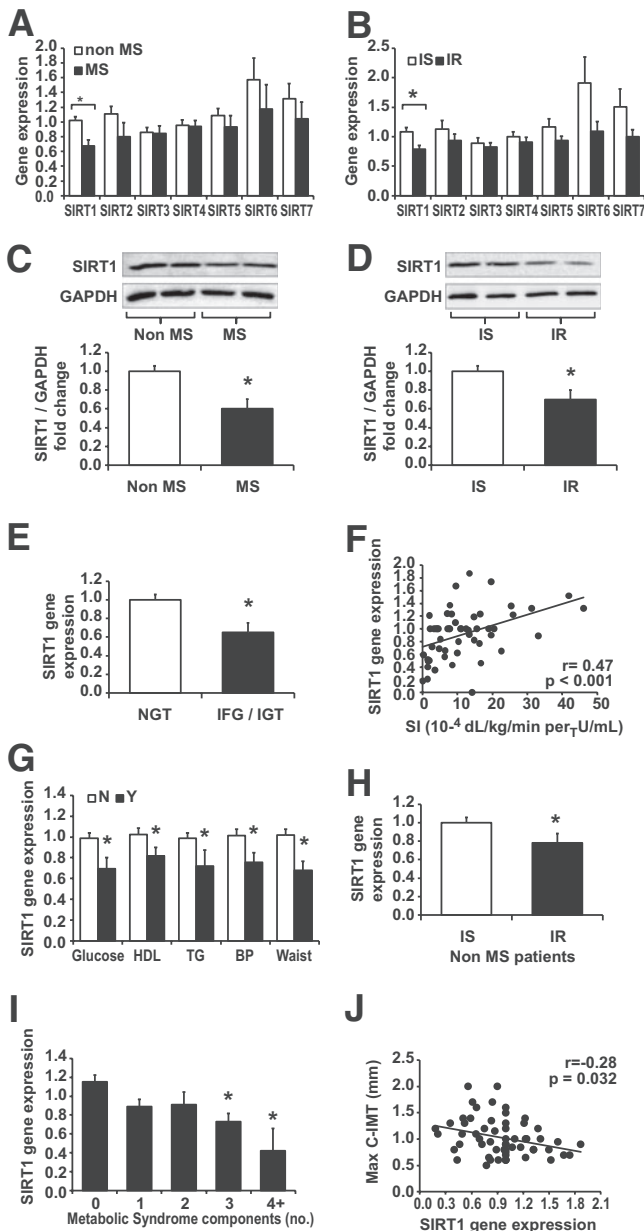 A
B
Gene expression
2.0
1.8
1.6
1.4
1.2
1.0
0.8
0.6
0.4
0.2
0.0
non MS
MS
*
SIRT1 SIRT2 SIRT3 SIRT4 SIRT5 SIRT6 SIRT7
Gene expression
2.5
2.0
1.5
1.0
0.5
0.0
IS IR
*
SIRT1 SIRT2 SIRT3 SIRT4 SIRT5 SIRT6 SIRT7
C
SIRT1
GAPDH
Non MS MS
SIRT1 / GAPDH
fold change
1.2
1.0
0.8
0.6
0.4
0.2
0.0
*
Non MS MS
D
SIRT1
GAPDH
IS IR
SIRT1 / GAPDH
fold change
1.2
1.0
0.8
0.6
0.4
0.2
0.0
*
IS IR
E
SIRT1 gene
expression
1.2
1.0
0.8
0.6
0.4
0.2
0.0
*
NGT IFG / IGT
F
SIRT1 gene expression
2.0
1.8
1.6
1.4
1.2
1.0
0.8
0.6
0.4
0.2
0.0
r= 0.47
p < 0.001
0 10 20 30 40 50
SI (10-4 dL/kg/min perTU/mL)
G
SIRT1 gene expression
1.4
1.2
1.0
0.8
0.6
0.4
0.2
0.0
N Y
* * * * *
Glucose HDL TG BP Waist
H
SIRT1 gene
expression
1.2
1.0
0.8
0.6
0.4
0.2
0.0
*
IS IR
Non MS patients
I
SIRT1 gene expression
1.4
1.2
1.0
0.8
0.6
0.4
0.2
0.0
*
*
0 1 2 3 4+
Metabolic Syndrome components (no.)
J
Max C-IMT (mm)
2.5
2.0
1.5
1.0
0.5
0.0
r=-0.28
p = 0.032
0.0 0.3 0.6 0.9 1.2 1.5 1.8 2.1
SIRT1 gene expression